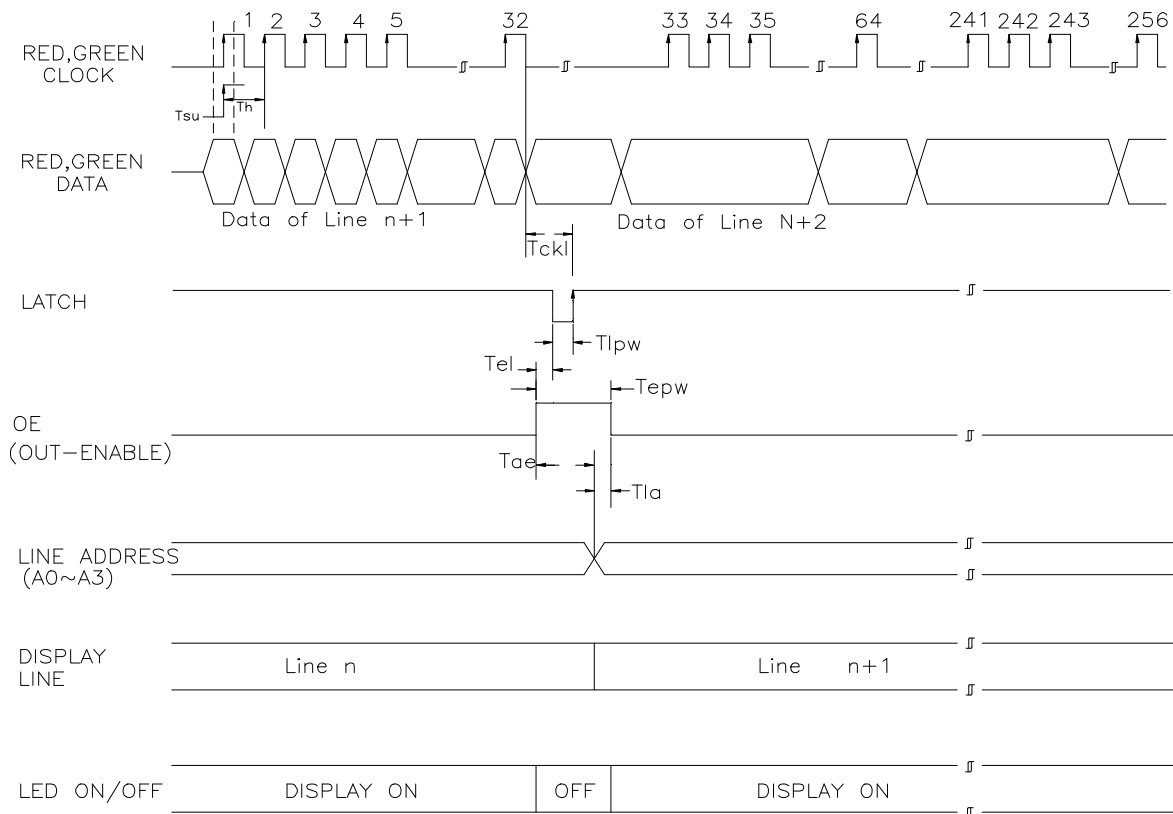 1 2 3 4 5 32 33 34 35 64 241 242 243 256
RED,GREEN
CLOCK
Tsu
Th
RED,GREEN
DATA
Data of Line n+1
Data of Line N+2
Tckl
LATCH
Tlpw
Tel
Tepw
OE
(OUT-ENABLE)
Tae
Tla
LINE ADDRESS
(A0~A3)
DISPLAY
LINE
Line n
Line n+1
LED ON/OFF
DISPLAY ON
OFF
DISPLAY ON